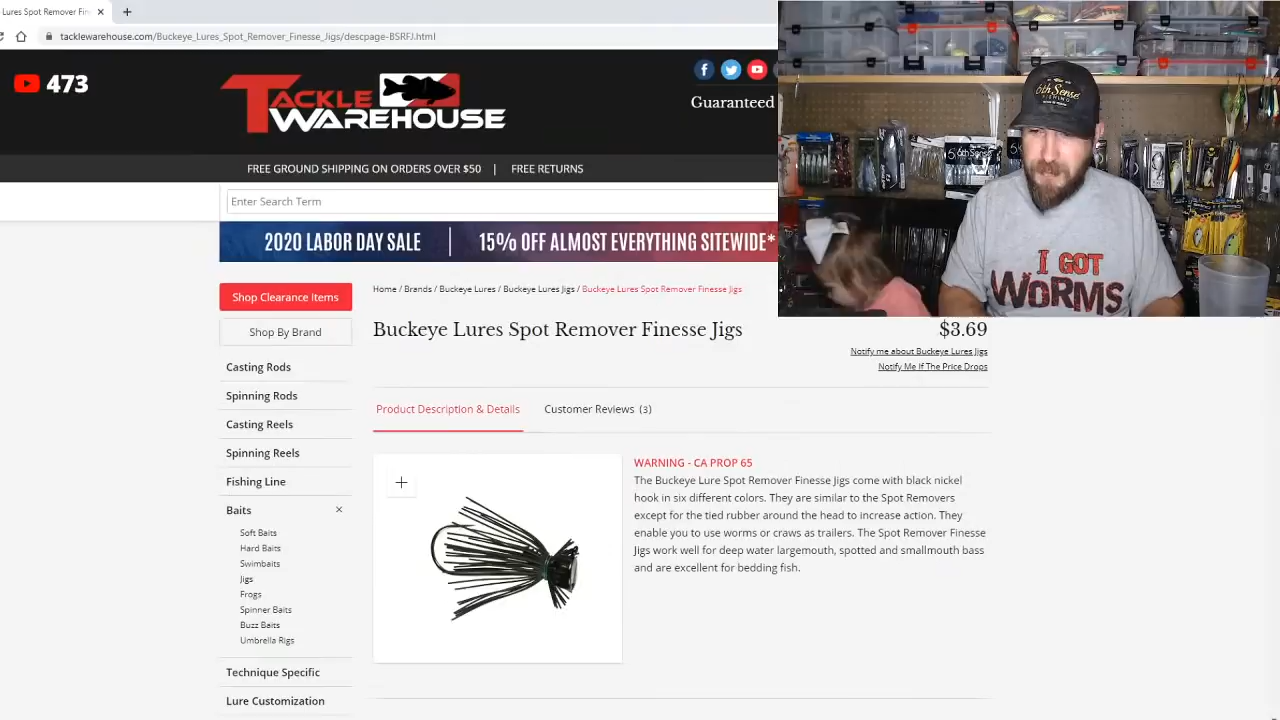 Lures Spot Remover Fin
tacklewarehouse.com/Buckeye_Lures_Spot_Remover_Finesse_Jigs/descpage-BSRFJ.html
473
TACKLE
WAREHOUSE
Guaranteed
FREE GROUND SHIPPING ON ORDERS OVER $50 | FREE RETURNS
Enter Search Term
2020 LABOR DAY SALE | 15% OFF ALMOST EVERYTHING SITEWIDE*
6th Sense
FISHING
6th Sense
I GOT
WORMS
Shop Clearance Items
Shop By Brand
Casting Rods
Spinning Rods
Casting Reels
Spinning Reels
Fishing Line
Baits
Soft Baits
Hard Baits
Swimbaits
Jigs
Frogs
Spinner Baits
Buzz Baits
Umbrella Rigs
Technique Specific
Lure Customization
Home / Brands / Buckeye Lures / Buckeye Lures Jigs / Buckeye Lures Spot Remover Finesse Jigs
Buckeye Lures Spot Remover Finesse Jigs
$3.69
Notify me about Buckeye Lures Jigs
Notify Me If The Price Drops
Product Description & Details
Customer Reviews (3)
WARNING - CA PROP 65
The Buckeye Lure Spot Remover Finesse Jigs come with black nickel
hook in six different colors. They are similar to the Spot Removers
except for the tied rubber around the head to increase action. They
enable you to use worms or craws as trailers. The Spot Remover Finesse
Jigs work well for deep water largemouth, spotted and smallmouth bass
and are excellent for bedding fish.